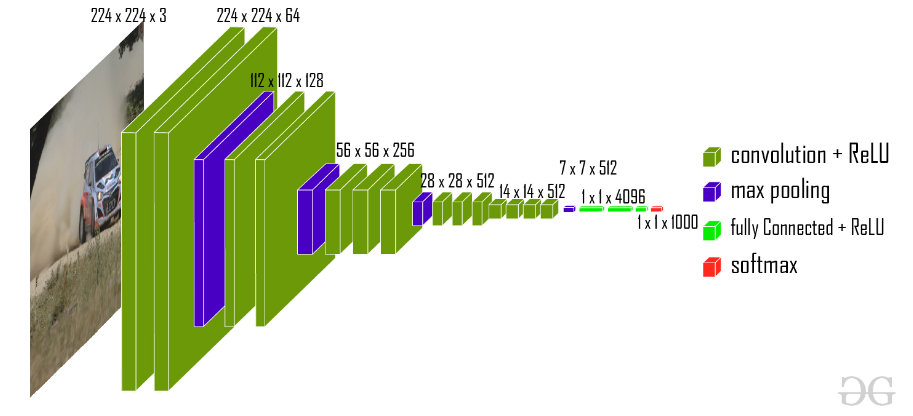 224 x 224 x 3
224 x 224 x 64
112 x 112 x 128
56 x 56 x 256
28 x 28 x 512
14 x 14 x 512
7 x 7 x 512
1 x 1 x 4096
1 x 1 x 1000
convolution + ReLU
max pooling
fully Connected + ReLU
softmax